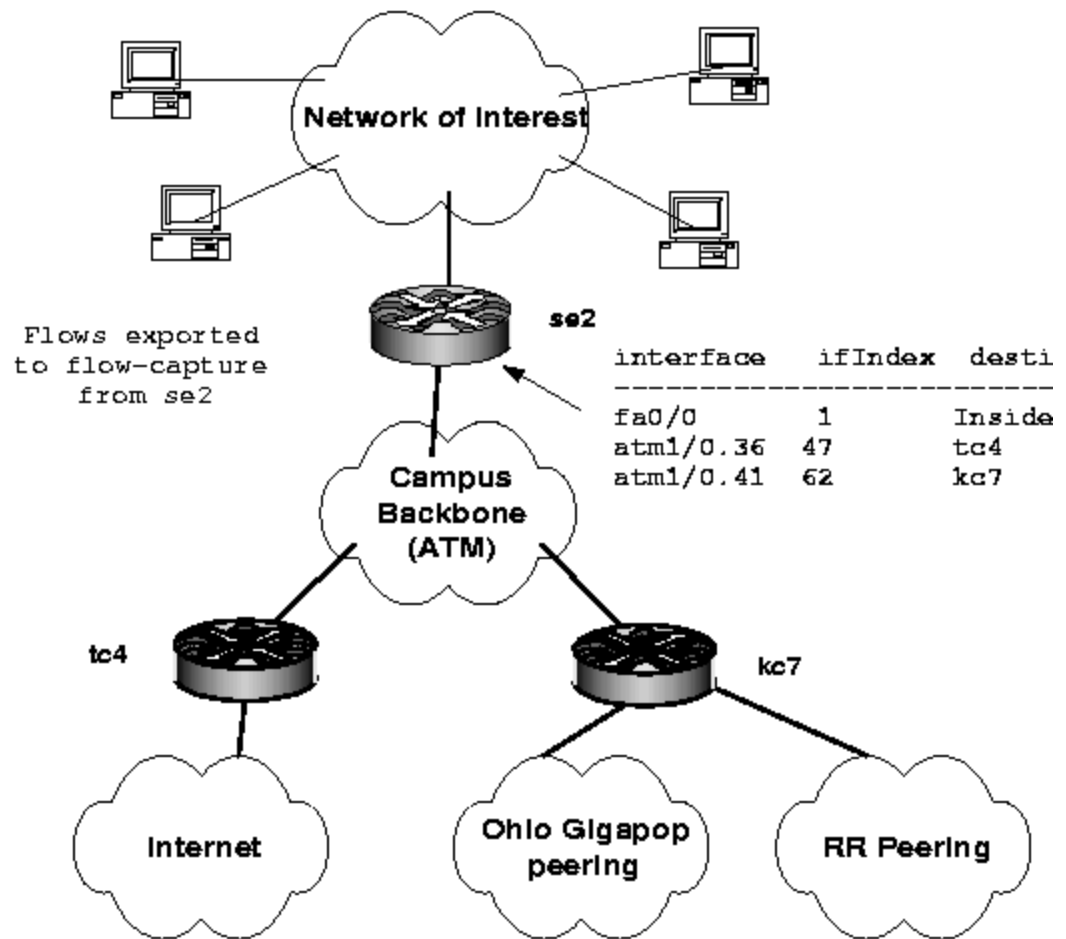 Network of Interest
se2
Flows exported
to flow-capture
from se2
interface ifIndex desti
fa0/0 1 Inside
atm1/0.36 47 tc4
atm1/0.41 62 kc7
Campus
Backbone
(ATM)
tc4
kc7
Internet
Ohio Gigapop
peering
RR Peering